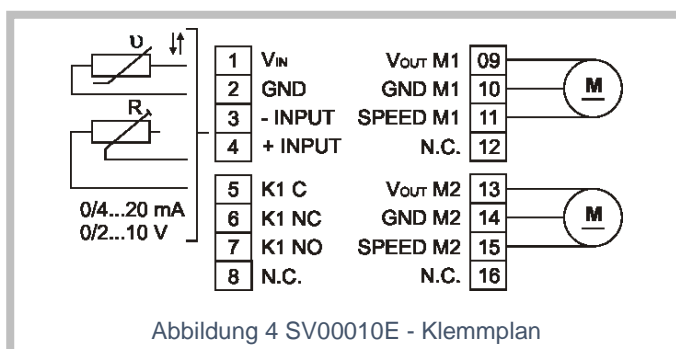 υ
R
0/4...20 mA
0/2...10 V
1 VIN
2 GND
3 - INPUT
4 + INPUT
5 K1 C
6 K1 NC
7 K1 NO
8 N.C.
VOUT M1 09
GND M1 10
SPEED M1 11
N.C. 12
M
VOUT M2 13
GND M2 14
SPEED M2 15
N.C. 16
M
Abbildung 4 SV00010E - Klemmplan